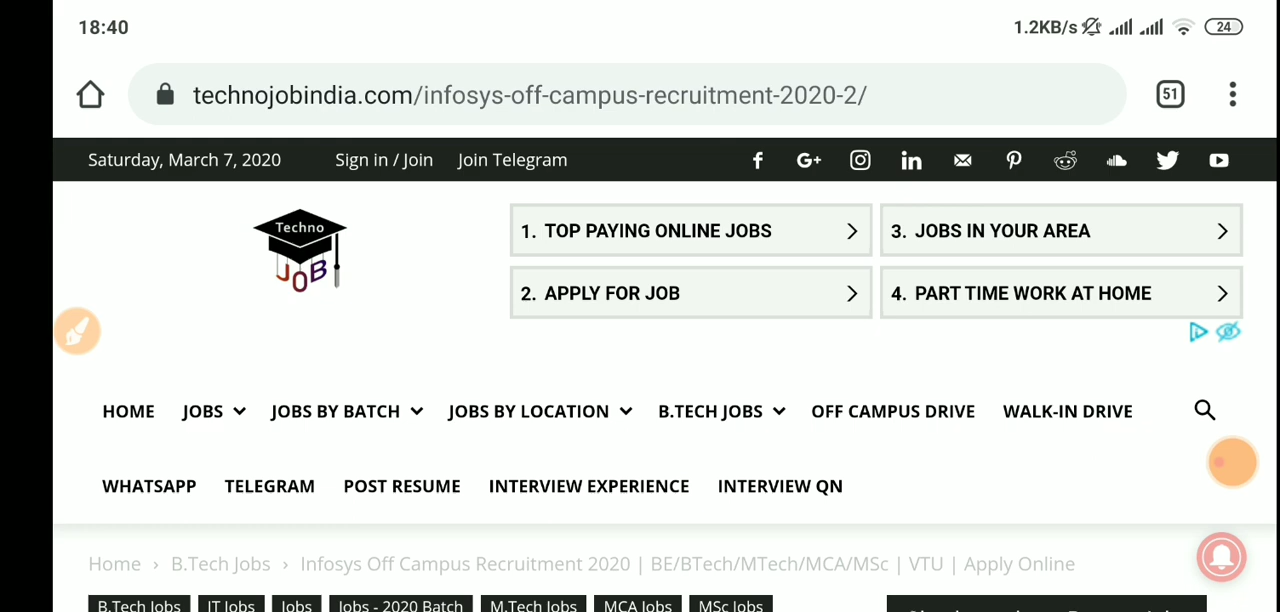 18:40 1.2KB/s 24
technojobindia.com/infosys-off-campus-recruitment-2020-2/ 51
Saturday, March 7, 2020 Sign in / Join Join Telegram
Techno
JOB
1. TOP PAYING ONLINE JOBS 3. JOBS IN YOUR AREA
2. APPLY FOR JOB 4. PART TIME WORK AT HOME
HOME JOBS JOBS BY BATCH JOBS BY LOCATION B.TECH JOBS OFF CAMPUS DRIVE WALK-IN DRIVE
WHATSAPP TELEGRAM POST RESUME INTERVIEW EXPERIENCE INTERVIEW QN
Home › B.Tech Jobs › Infosys Off Campus Recruitment 2020 | BE/BTech/MTech/MCA/MSc | VTU | Apply Online
B.Tech Jobs IT Jobs Jobs Jobs - 2020 Batch M.Tech Jobs MCA Jobs MSc Jobs